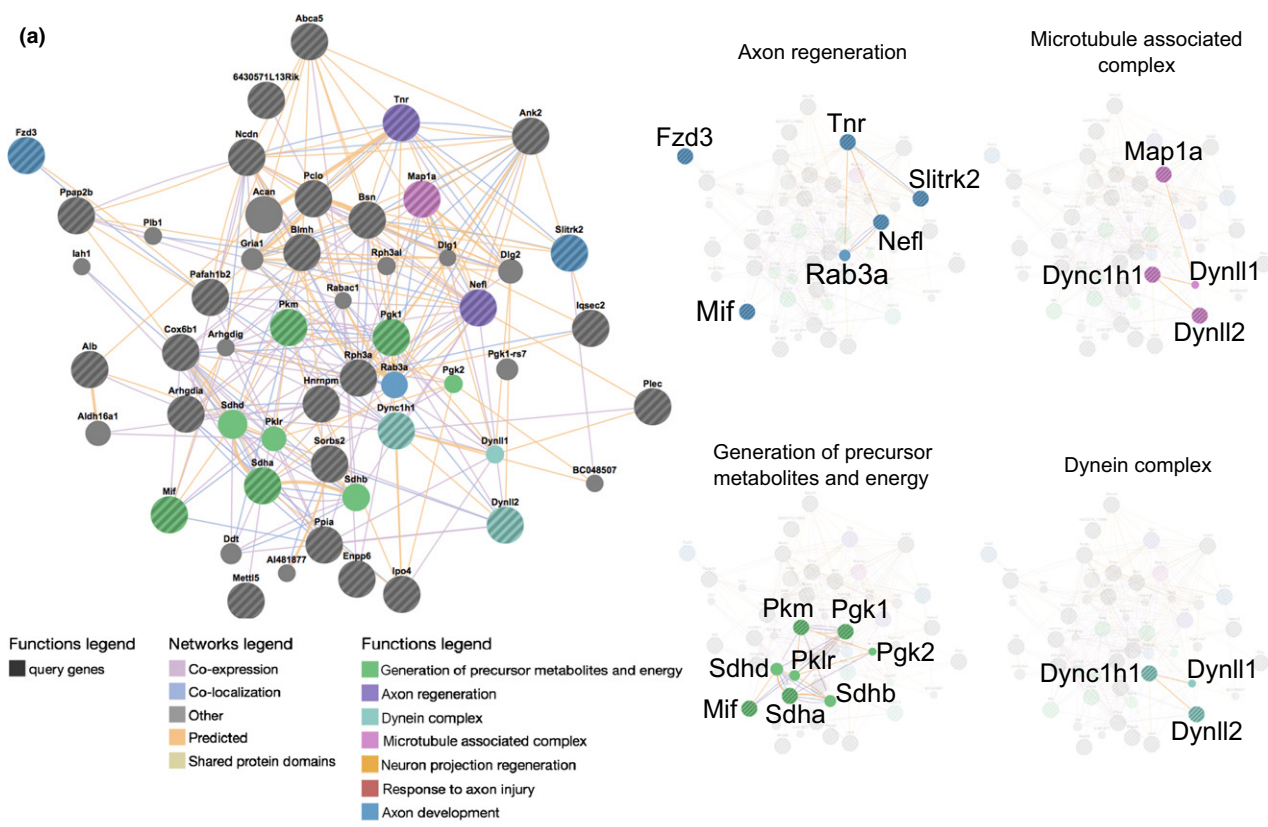 (a)
Abca5
6430571L13Rik
Tnr
Ank2
Fzd3
Ncdn
Ppap2b
Acan
Pclo
Bsn
Map1a
Plb1
Gria1
Blmh
Rph3al
Dlg1
Dlg2
Slitrk2
Iah1
Pafah1b2
Rabac1
Nefl
Iqsec2
Pkm
Pgk1
Cox6b1
Arhgdig
Alb
Rph3a
Rab3a
Pgk2
Pgk1-rs7
Plec
Arhgdia
Hnrnpm
Aldh16a1
Sdhd
Pklr
Dync1h1
Sorbs2
Dynll1
BC048507
Sdha
Sdhb
Mif
Dynll2
Ppia
Ddt
AI481877
Enpp6
Ipo4
Mettl5
Functions legend
query genes
Networks legend
Co-expression
Co-localization
Other
Predicted
Shared protein domains
Functions legend
Generation of precursor metabolites and energy
Axon regeneration
Dynein complex
Microtubule associated complex
Neuron projection regeneration
Response to axon injury
Axon development
Axon regeneration
Fzd3
Tnr
Slitrk2
Nefl
Rab3a
Mif
Microtubule associated
complex
Map1a
Dync1h1
Dynll1
Dynll2
Generation of precursor
metabolites and energy
Pkm
Pgk1
Pgk2
Sdhd
Pklr
Mif
Sdha
Sdhb
Dynein complex
Dync1h1
Dynll1
Dynll2